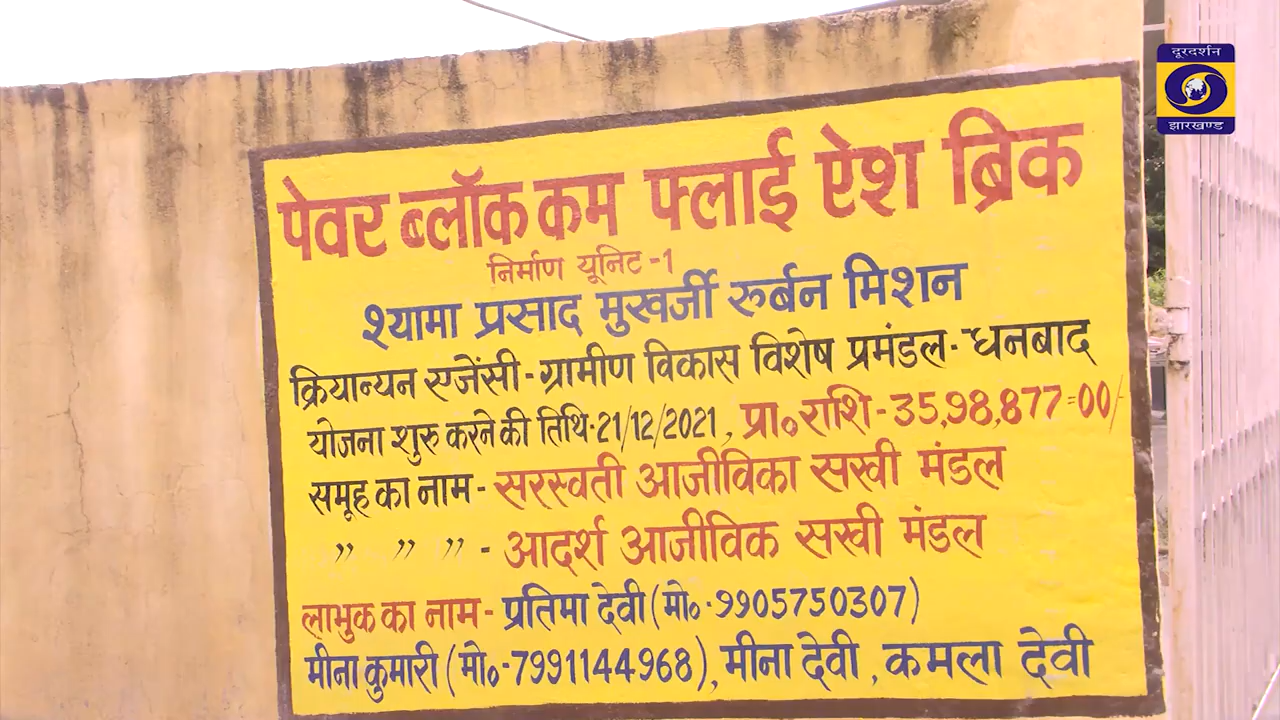 दूरदर्शन
झारखण्ड
पेवर ब्लॉक कम फ्लाई ऐश ब्रिक
निर्माण यूनिट -1
श्यामा प्रसाद मुखर्जी रुर्बन मिशन
क्रियान्यन एजेंसी - ग्रामीण विकास विशेष प्रमंडल - धनबाद
योजना शुरु करने की तिथि - 21/12/2021, प्रा० राशि - 35,98,877=00/
समूह का नाम - सरस्वती आजीविका सखी मंडल
” ” ” - आदर्श आजीविक सखी मंडल
लाभुक का नाम - प्रतिमा देवी (मो० - 9905750307)
मीना कुमारी (मो० - 7991144968), मीना देवी, कमला देवी